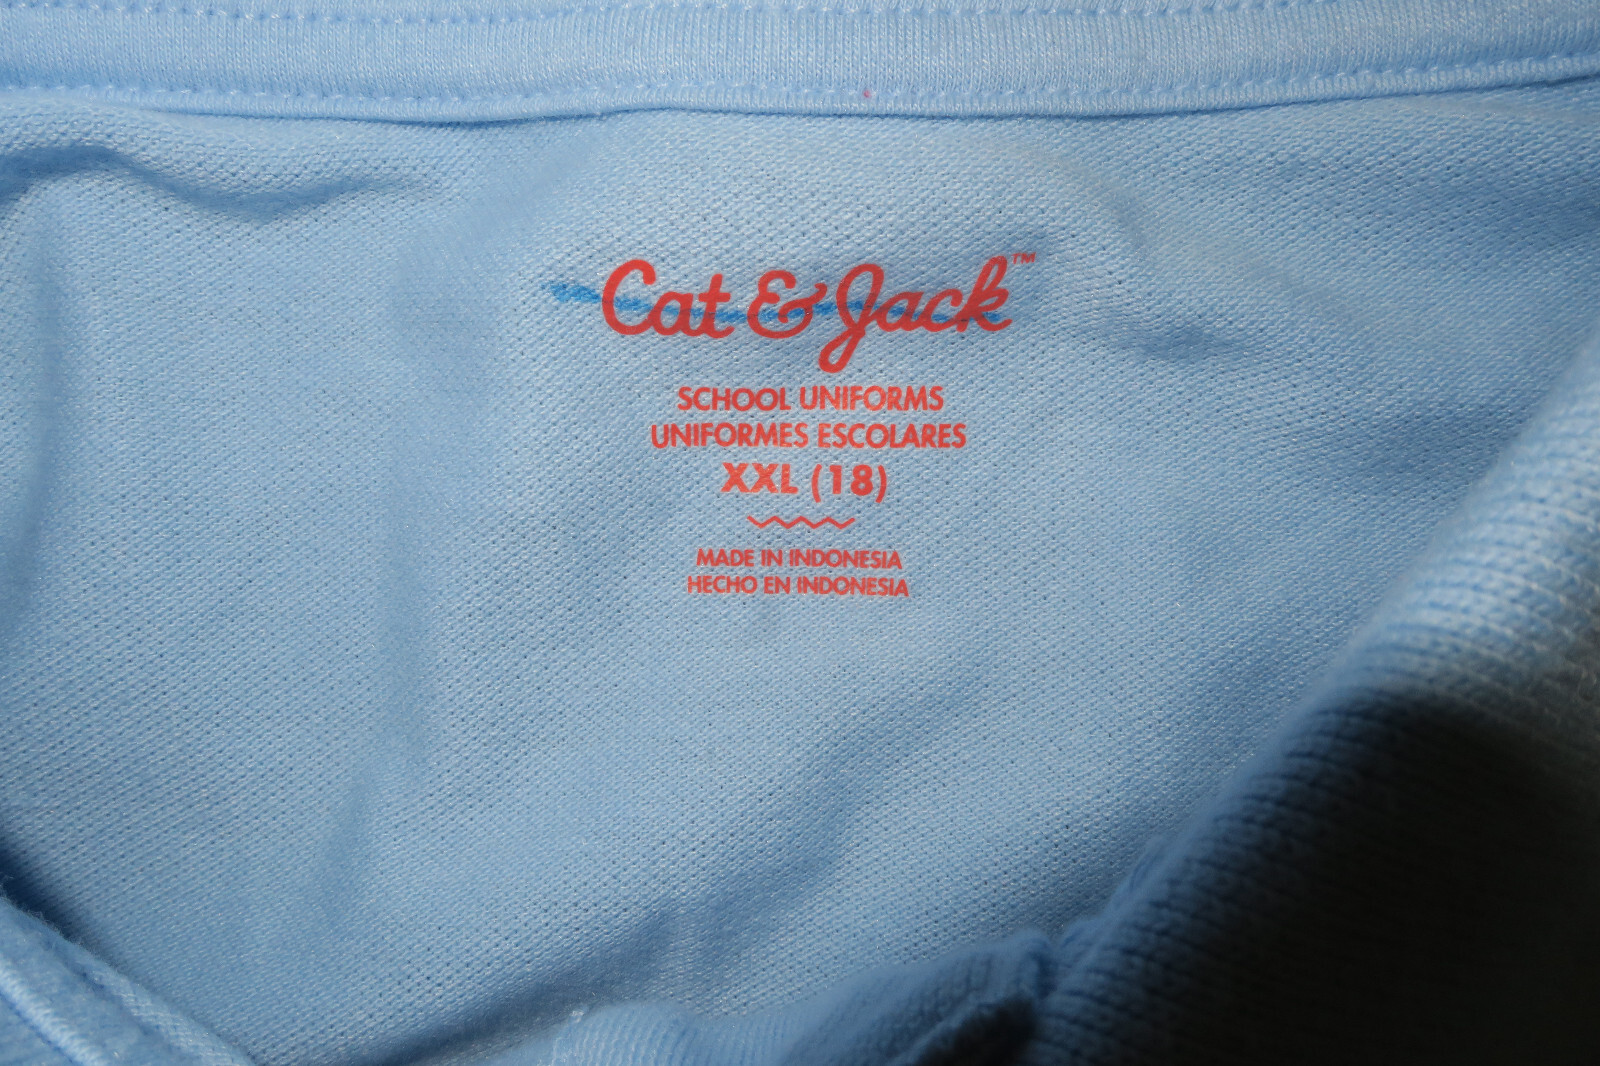 Cat & Jack™
SCHOOL UNIFORMS
UNIFORMES ESCOLARES
XXL (18)
MADE IN INDONESIA
HECHO EN INDONESIA